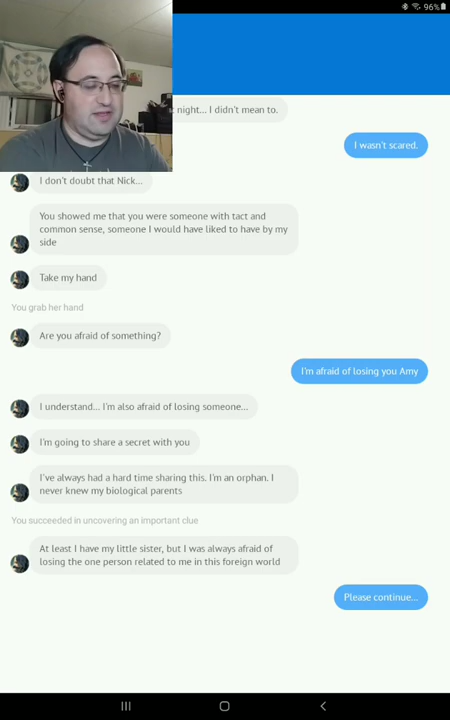 96%
night... I didn't mean to.
I wasn't scared.
I don't doubt that Nick...
You showed me that you were someone with tact and
common sense, someone I would have liked to have by my
side
Take my hand
You grab her hand
Are you afraid of something?
I'm afraid of losing you Amy
I understand... I'm also afraid of losing someone...
I'm going to share a secret with you
I've always had a hard time sharing this. I'm an orphan. I
never knew my biological parents
You succeeded in uncovering an important clue
At least I have my little sister, but I was always afraid of
losing the one person related to me in this foreign world
Please continue...